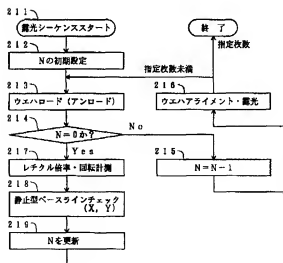 211
露光シーケンススタート
終了
212
指定枚数
Nの初期設定
指定枚数未満
213
216
ウエハロード(アンロード)
ウエハアライメント・露光
214
N=0か?
No
Yes
217
215
レチクル倍率・回転計測
N=N-1
218
静止型ベースラインチェック
(X, Y)
219
Nを更新